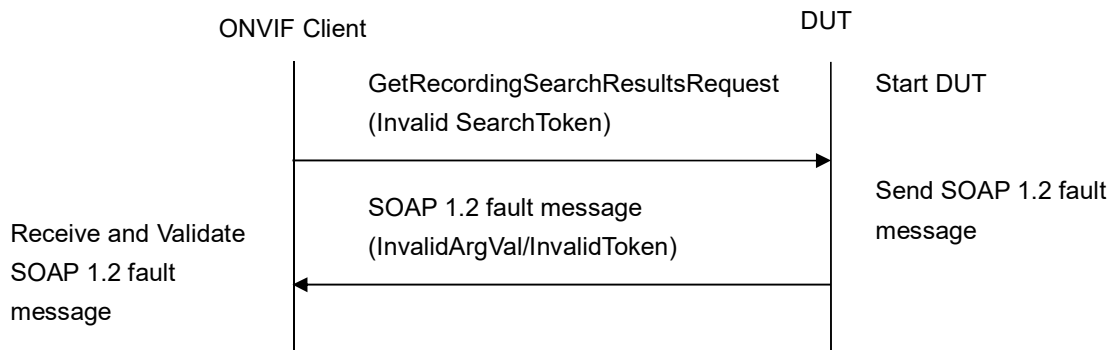 ONVIF Client
DUT
GetRecordingSearchResultsRequest
(Invalid SearchToken)
Start DUT
SOAP 1.2 fault message
(InvalidArgVal/InvalidToken)
Send SOAP 1.2 fault
message
Receive and Validate
SOAP 1.2 fault
message